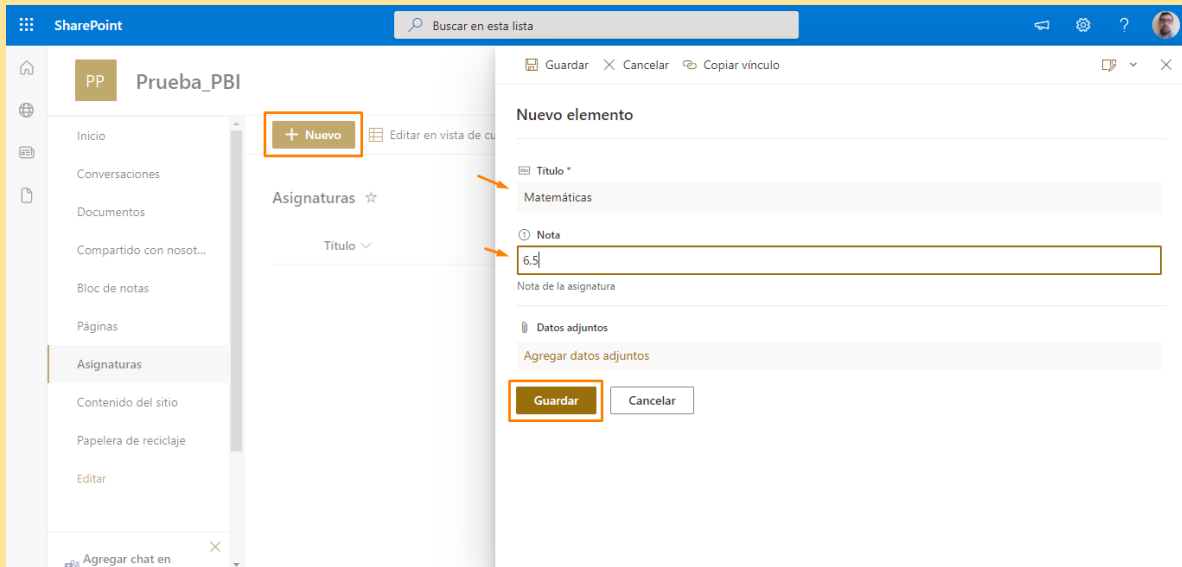 SharePoint
Buscar en esta lista
?
PP
Prueba_PBI
Inicio
Conversaciones
Documentos
Compartido con nosot...
Bloc de notas
Páginas
Asignaturas
Contenido del sitio
Papelera de reciclaje
Editar
Agregar chat en
+ Nuevo
Editar en vista de cu
Asignaturas
Título
Guardar
Cancelar
Copiar vínculo
Nuevo elemento
Abc Título *
Matemáticas
1 Nota
6,5
Nota de la asignatura
Datos adjuntos
Agregar datos adjuntos
Guardar
Cancelar